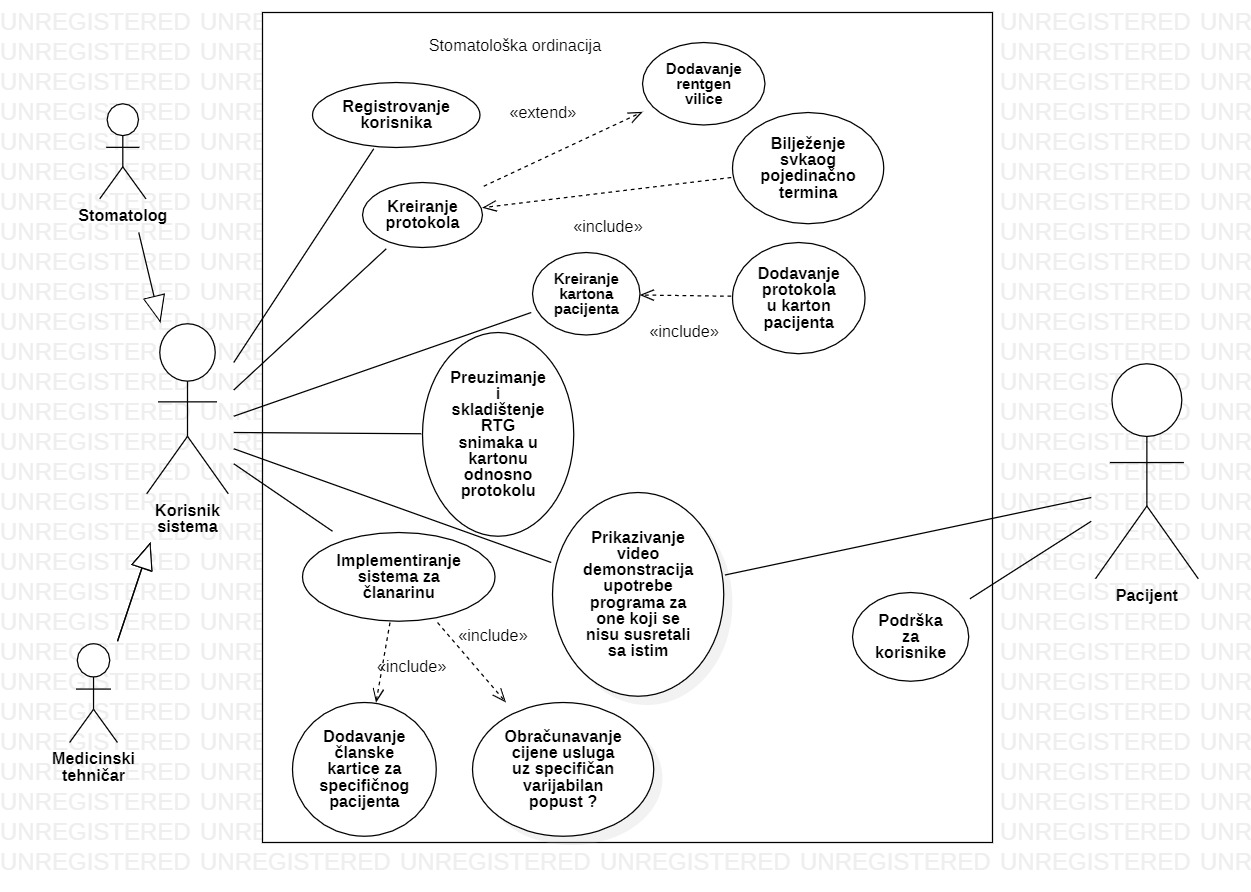 Stomatološka ordinacija
Dodavanje
rentgen
vilice
Registrovanje
korisnika
«extend»
Bilježenje
svkaog
pojedinačno
termina
Stomatolog
Kreiranje
protokola
«include»
Kreiranje
kartona
pacijenta
Dodavanje
protokola
u karton
pacijenta
«include»
Preuzimanje
i
skladištenje
RTG
snimaka u
kartonu
odnosno
protokolu
Korisnik
sistema
Prikazivanje
video
demonstracija
upotrebe
programa za
one koji se
nisu susretali
sa istim
Implementiranje
sistema za
članarinu
Pacijent
Podrška
za
korisnike
«include»
«include»
Medicinski
tehničar
Dodavanje
članske
kartice za
specifičnog
pacijenta
Obračunavanje
cijene usluga
uz specifičan
varijabilan
popust ?
UNREGISTERED UNREGISTERED UNREGISTERED UNREGISTERED UNREGISTERED UNREGISTERED UNR